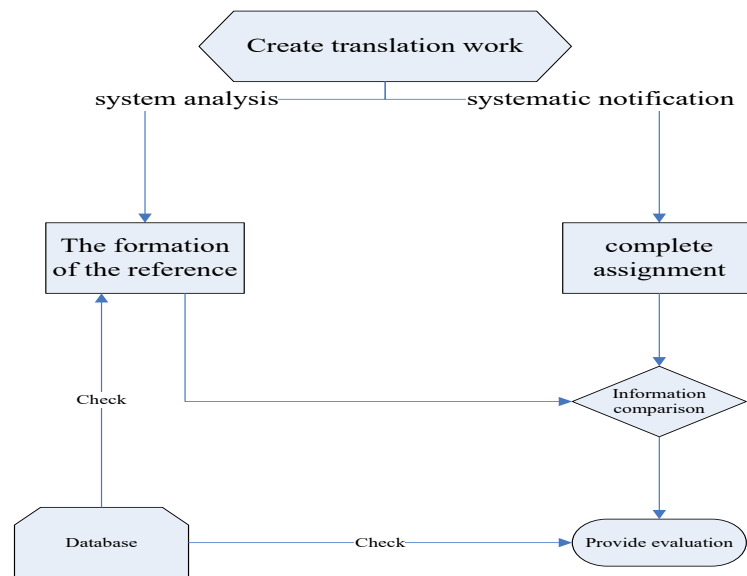 Create translation work
system analysis
systematic notification
The formation
of the reference
complete
assignment
Check
Information
comparison
Database
Check
Provide evaluation